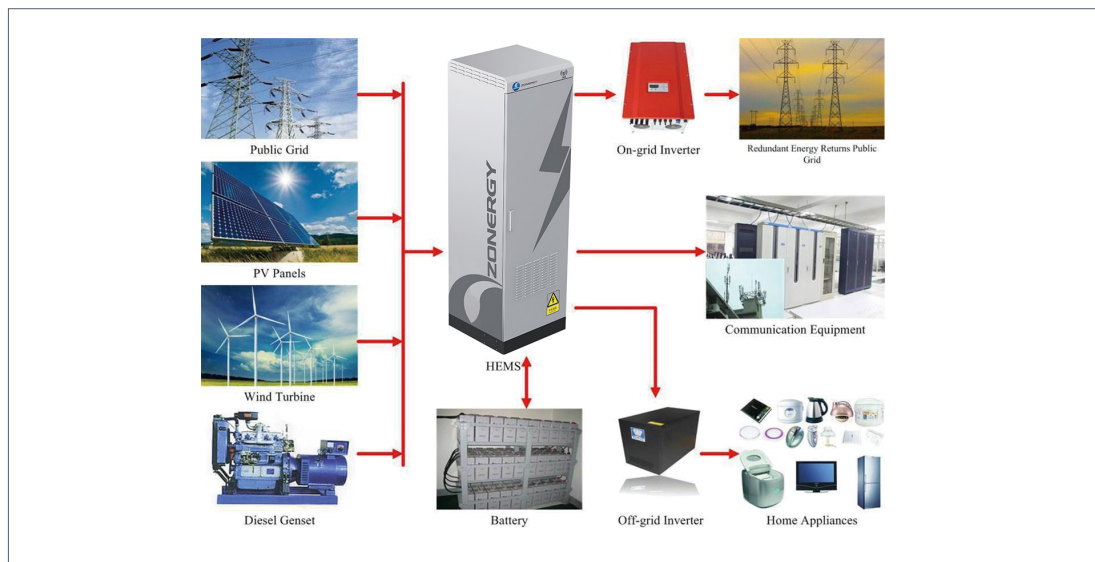 Public Grid
PV Panels
Wind Turbine
Diesel Genset
ZONERGY
HEMS
Battery
On-grid Inverter
Redundant Energy Returns Public
Grid
Communication Equipment
Off-grid Inverter
Home Appliances